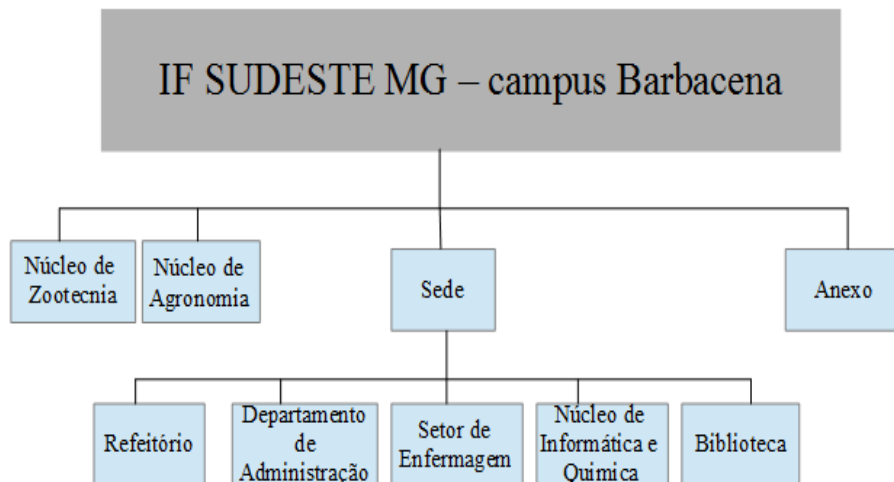 IF SUDESTE MG – campus Barbacena
Núcleo de
Zootecnia
Núcleo de
Agronomia
Sede
Anexo
Refeitório
Departamento
de
Administração
Setor de
Enfermagem
Núcleo de
Informática e
Quimica
Biblioteca